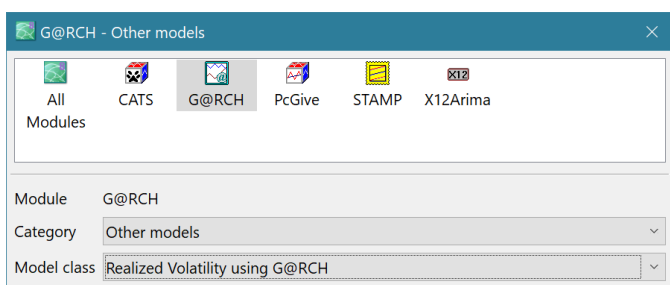 G@RCH - Other models
All Modules CATS G@RCH PcGive STAMP X12 X12Arima
Module G@RCH
Category Other models
Model class Realized Volatility using G@RCH